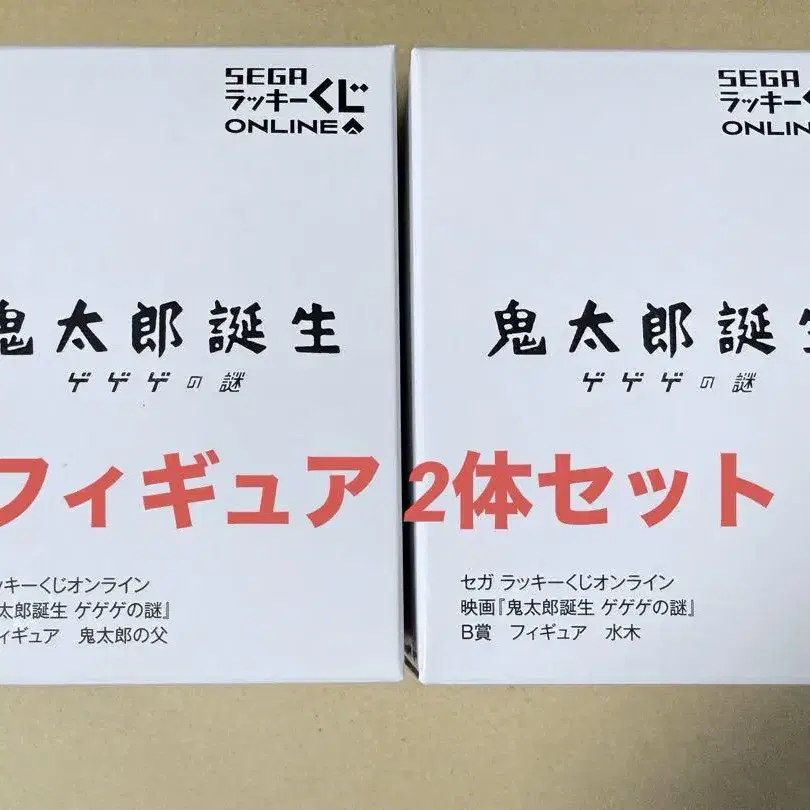 SEGA
ラッキーくじ
ONLINE
鬼太郎誕生
ゲゲゲの謎
ッキーくじオンライン
太郎誕生 ゲゲゲの謎』
ィギュア 鬼太郎の父
SEGA
ラッキーく
ONLIN
鬼太郎誕生
ゲゲゲの謎
セガ ラッキーくじオンライン
映画『鬼太郎誕生 ゲゲゲの謎』
B賞 フィギュア 水木
フィギュア 2体セット